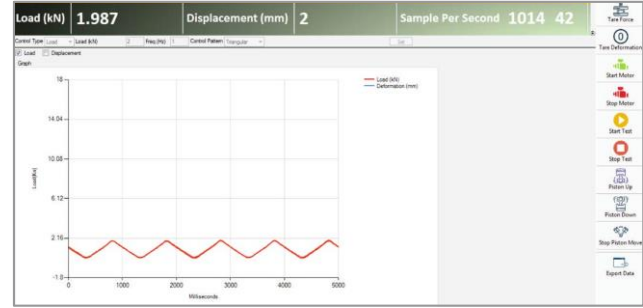 Load (kN) 1.987 Displacement (mm) 2 Sample Per Second 1014 42
Control Type Load Load (kN) 2 Freq.(Hz) 1 Control Pattern Triangular Set
Load Displacement
Graph
Load (kN)
Deformation (mm)
18
14.04
10.08
6.12
2.16
-1.8
Load(Kw)
0 1000 2000 3000 4000 5000
Miliseconds
Tare Force
Tare Deformation
Start Motor
Stop Motor
Start Test
Stop Test
Piston Up
Piston Down
Stop Piston Move
Export Data